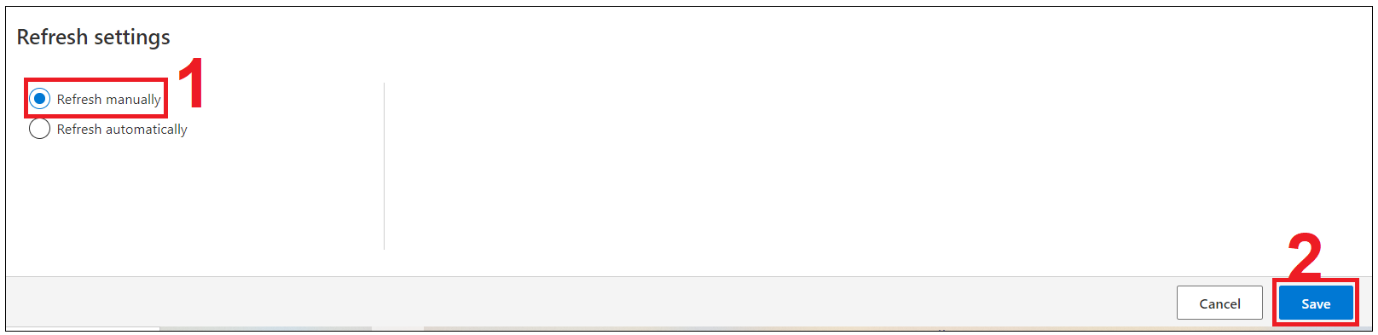 Refresh settings
1
Refresh manually
Refresh automatically
2
Cancel
Save